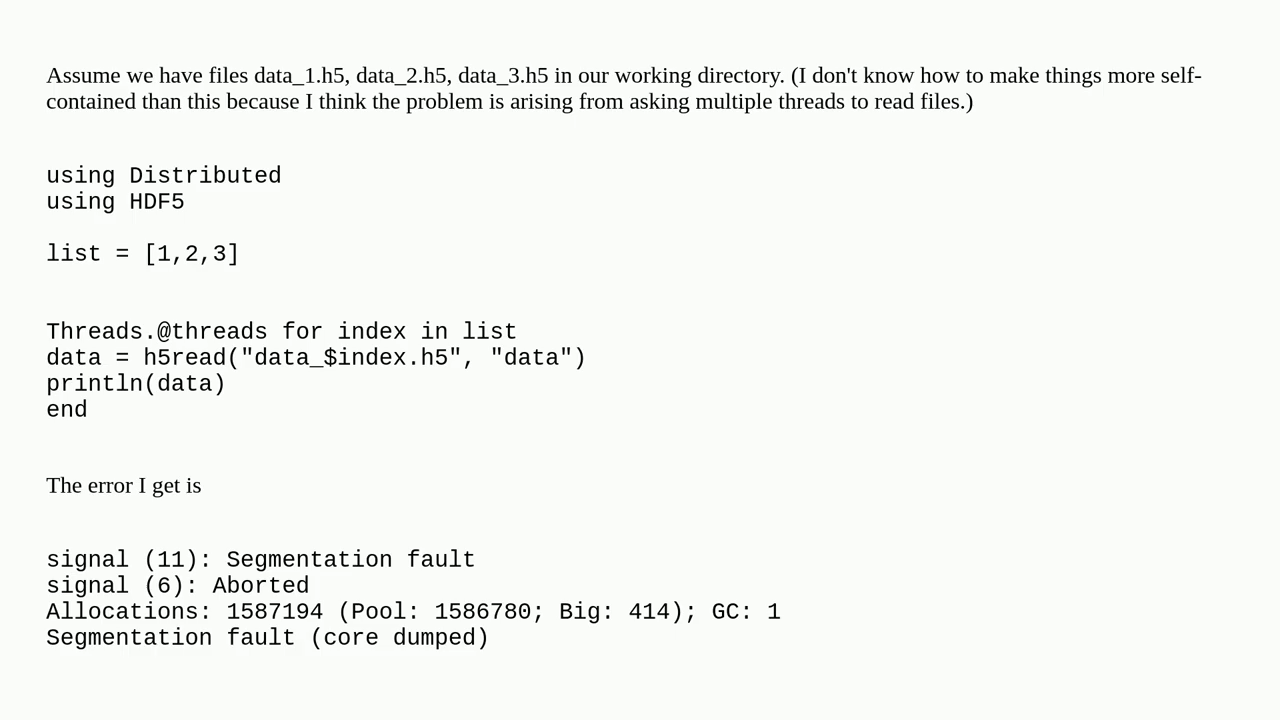 Assume we have files data_1.h5, data_2.h5, data_3.h5 in our working directory. (I don't know how to make things more self-
contained than this because I think the problem is arising from asking multiple threads to read files.)
using Distributed
using HDF5
list = [1,2,3]
Threads.@threads for index in list
data = h5read("data_$index.h5", "data")
println(data)
end
The error I get is
signal (11): Segmentation fault
signal (6): Aborted
Allocations: 1587194 (Pool: 1586780; Big: 414); GC: 1
Segmentation fault (core dumped)